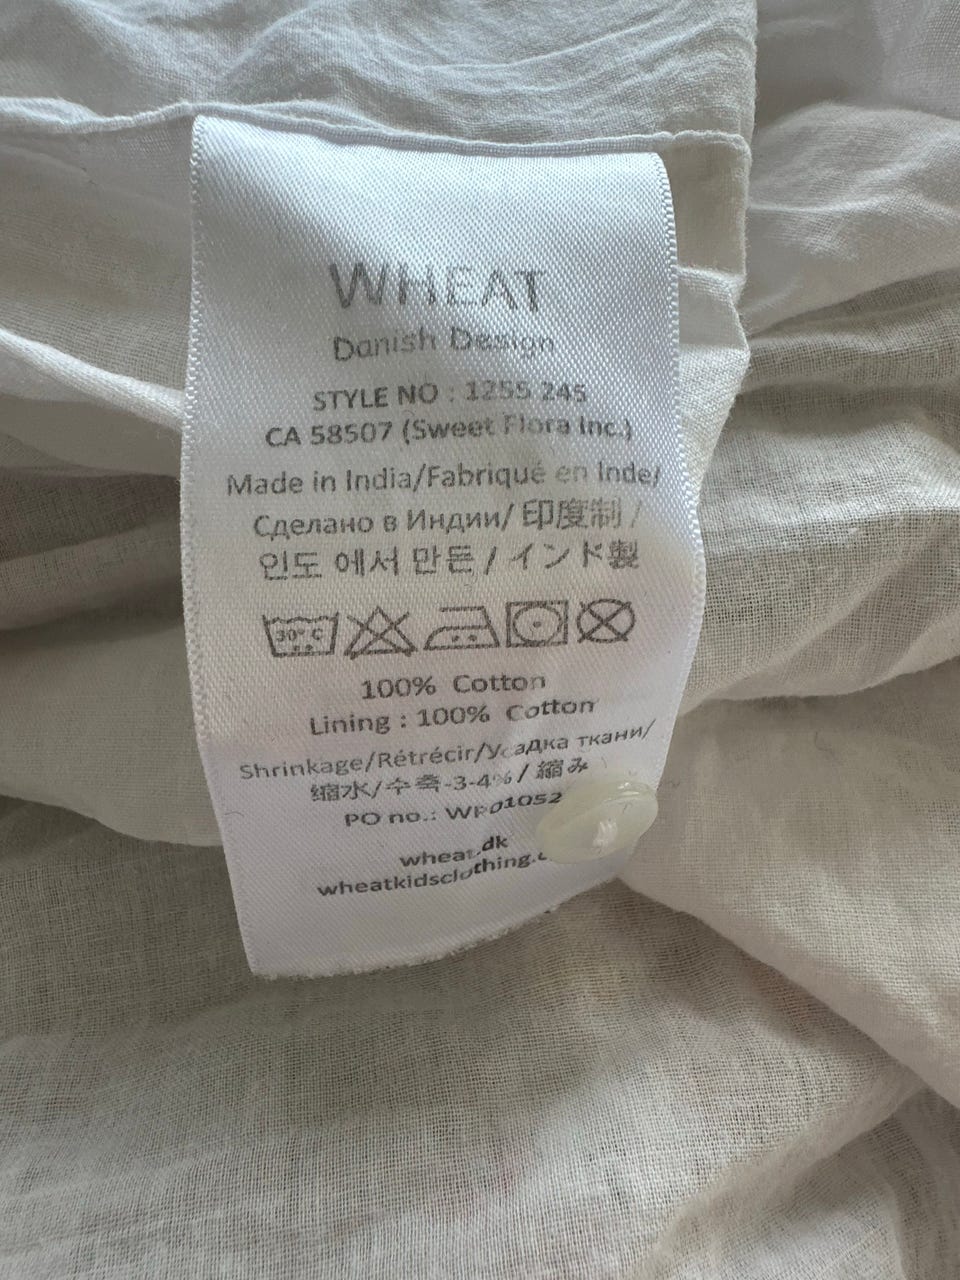 WHEAT
Danish Design
STYLE NO : 1255 245
CA 58507 (Sweet Flora Inc.)
Made in India/Fabriqué en Inde/
Сделано в Индии/ 印度制 /
인도 에서 만든 / インド製
30° C
100% Cotton
Lining : 100% Cotton
Shrinkage/Rétrécir/Усадка ткани/
缩水/수축-3-4% / 縮み
PO no.:
wheat.dk